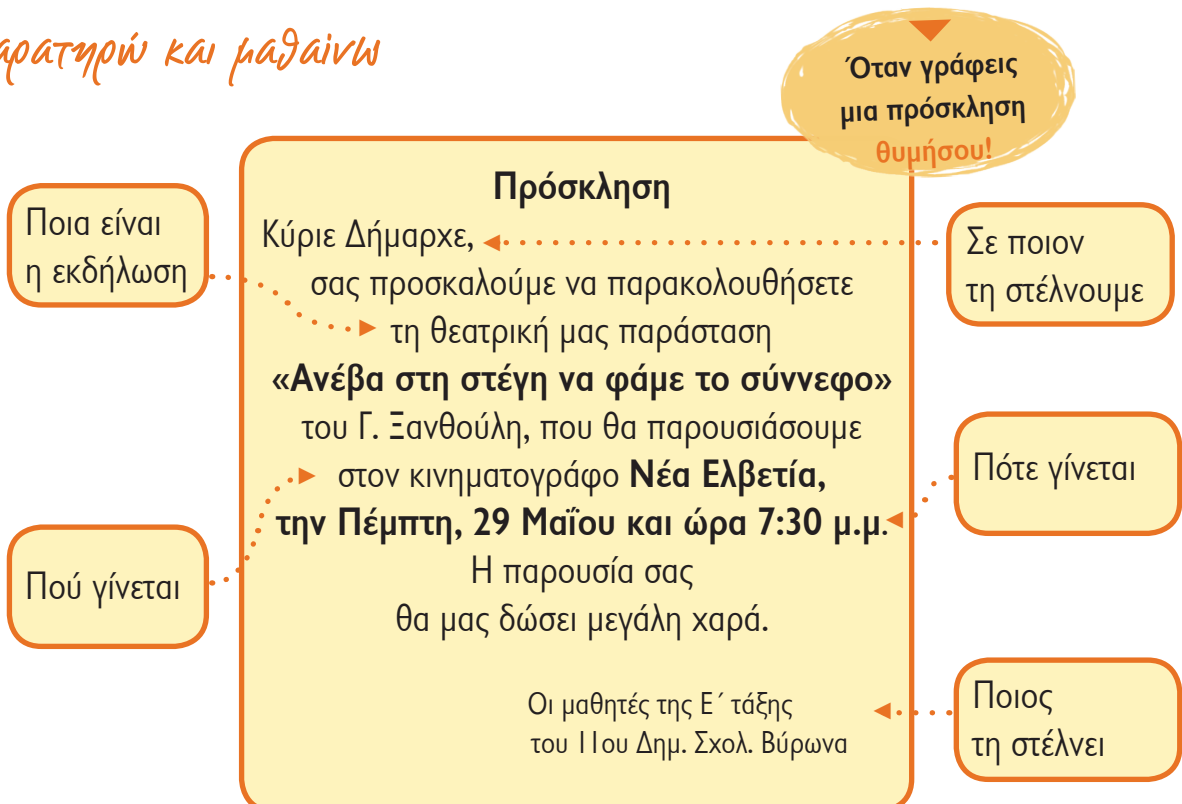 αρατηρώ και μαθαίνω
Όταν γράφεις
μια πρόσκληση
θυμήσου!
Πρόσκληση
Κύριε Δήμαρχε,
σας προσκαλούμε να παρακολουθήσετε
τη θεατρική μας παράσταση
«Ανέβα στη στέγη να φάμε το σύννεφο»
του Γ. Ξανθούλη, που θα παρουσιάσουμε
στον κινηματογράφο Νέα Ελβετία,
την Πέμπτη, 29 Μαΐου και ώρα 7:30 μ.μ.
Η παρουσία σας
θα μας δώσει μεγάλη χαρά.
Οι μαθητές της Ε΄ τάξης
του 11ου Δημ. Σχολ. Βύρωνα
Ποια είναι
η εκδήλωση
Πού γίνεται
Σε ποιον
τη στέλνουμε
Πότε γίνεται
Ποιος
τη στέλνει